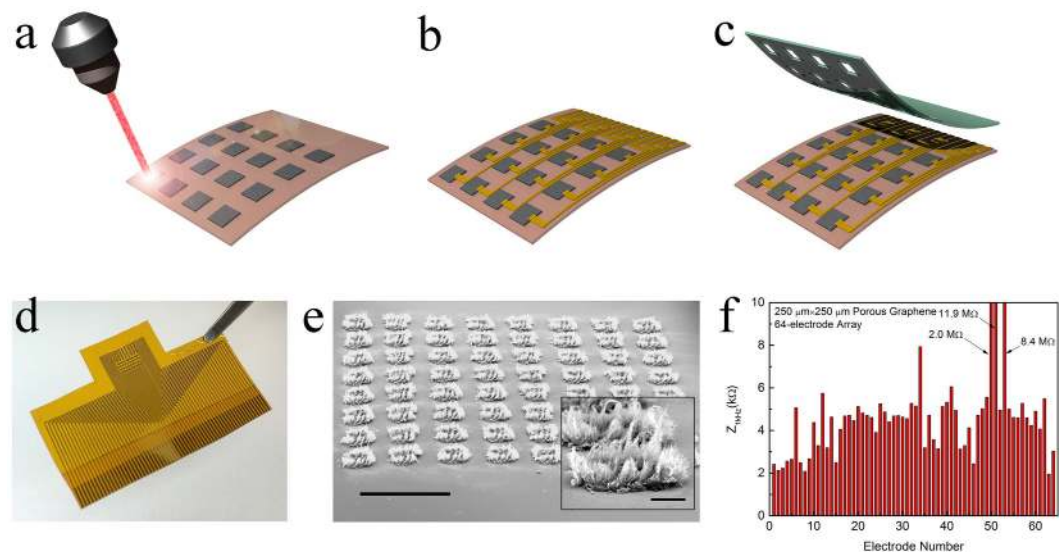 a
b
c
d
e
f
250 μm×250 μm Porous Graphene
64-electrode Array
11.9 MΩ
2.0 MΩ
8.4 MΩ
Z1kHz(kΩ)
10
8
6
4
2
0
0 10 20 30 40 50 60
Electrode Number